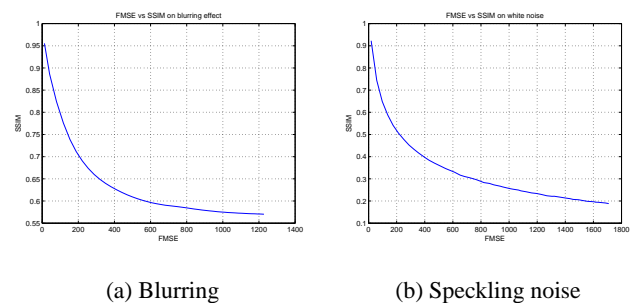 FMSE vs SSIM on blurring effect
1
0.95
0.9
0.85
0.8
0.75
0.7
0.65
0.6
0.55
0 200 400 600 800 1000 1200 1400
SSIM
FMSE
(a) Blurring
FMSE vs SSIM on white noise
1
0.9
0.8
0.7
0.6
0.5
0.4
0.3
0.2
0.1
0 200 400 600 800 1000 1200 1400 1600 1800
SSIM
FMSE
(b) Speckling noise